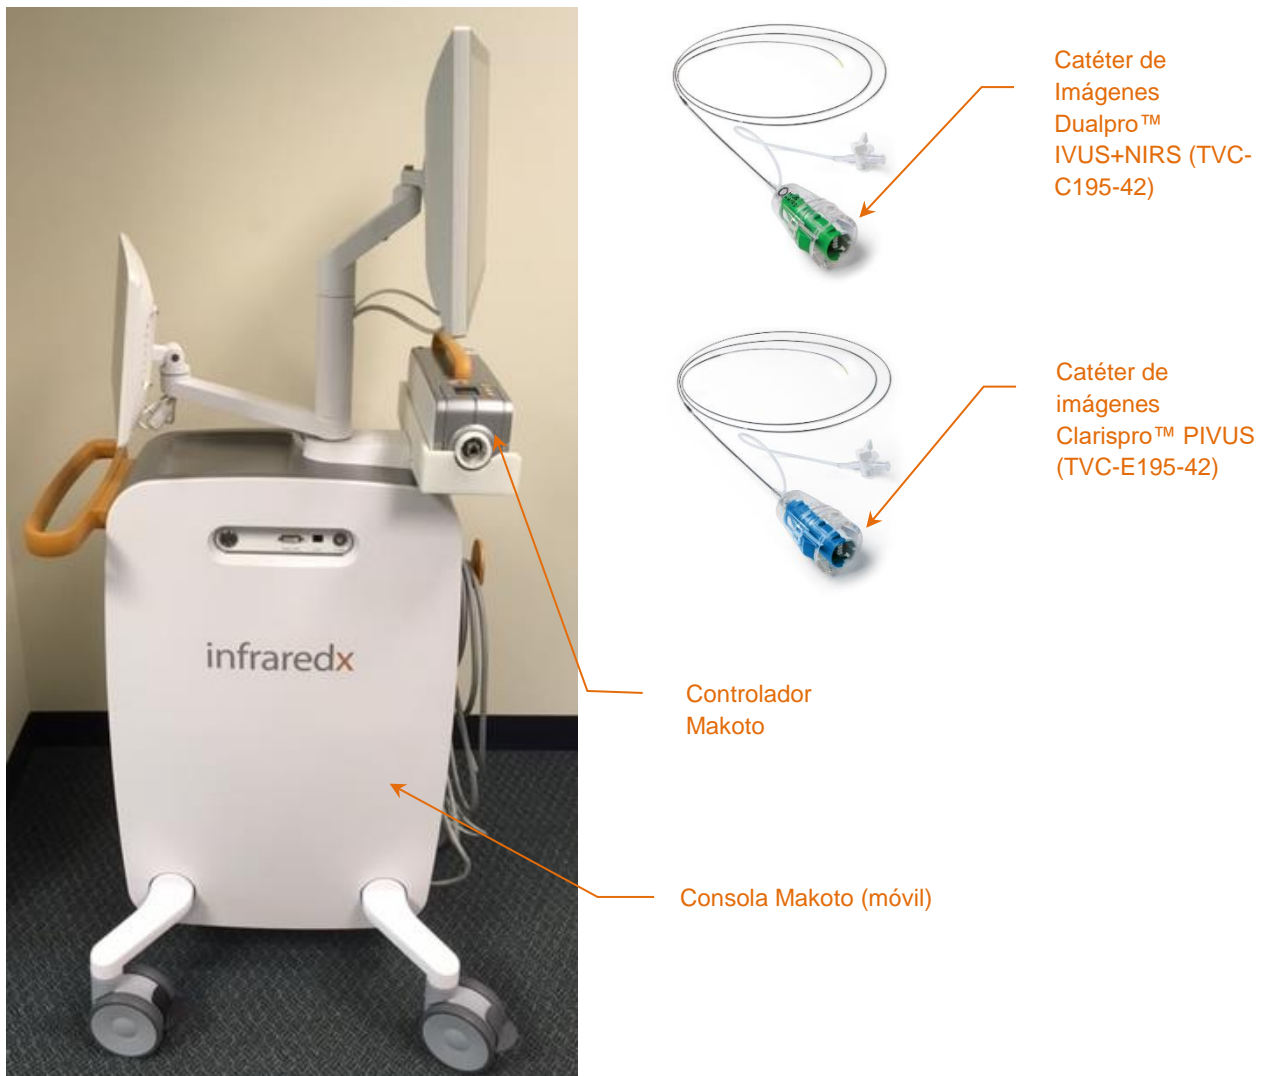 Catéter de
Imágenes
Dualpro™
IVUS+NIRS (TVC-
C195-42)
Catéter de
imágenes
Clarispro™ PIVUS
(TVC-E195-42)
infraredx
Controlador
Makoto
Consola Makoto (móvil)